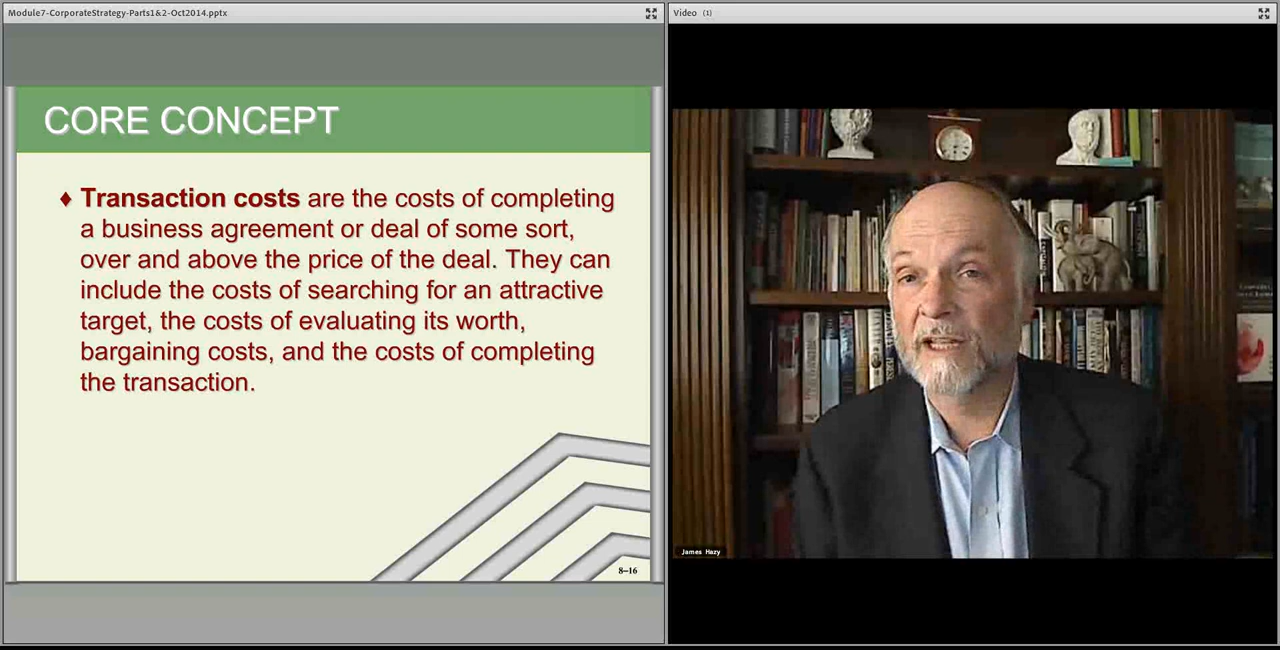 Module7-CorporateStrategy-Parts1&2-Oct2014.pptx
Video (1)
CORE CONCEPT
♦ Transaction costs are the costs of completing
a business agreement or deal of some sort,
over and above the price of the deal. They can
include the costs of searching for an attractive
target, the costs of evaluating its worth,
bargaining costs, and the costs of completing
the transaction.
8–16
James Hazy